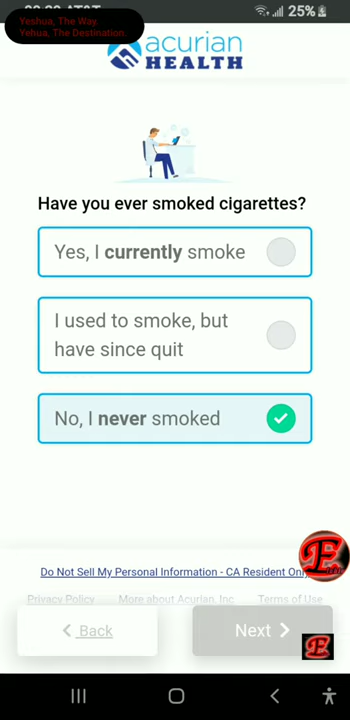 Yeshua, The Way.
Yehua, The Destination.
25%
acurian
HEALTH
Have you ever smoked cigarettes?
Yes, I currently smoke
I used to smoke, but
have since quit
No, I never smoked
Do Not Sell My Personal Information - CA Resident Only
Privacy Policy More about Acurian, Inc Terms of Use
Back
Next